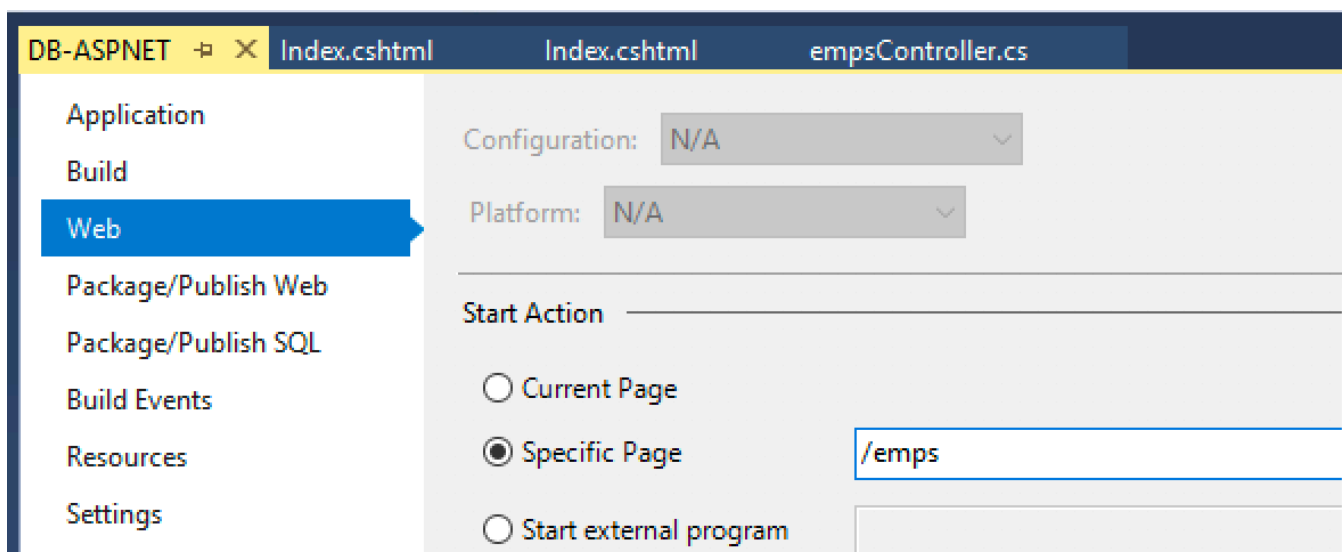 DB-ASPNET Index.cshtml Index.cshtml empsController.cs
Application
Build
Web
Package/Publish Web
Package/Publish SQL
Build Events
Resources
Settings
Configuration: N/A
Platform: N/A
Start Action
Current Page
Specific Page /emps
Start external program